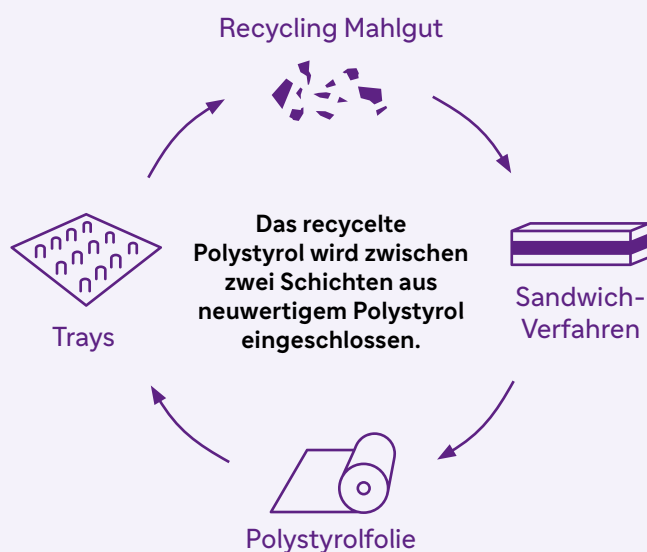 Recycling Mahlgut
Das recycelte
Polystyrol wird zwischen
zwei Schichten aus
neuwertigem Polystyrol
eingeschlossen.
Sandwich-
Verfahren
Trays
Polystyrolfolie